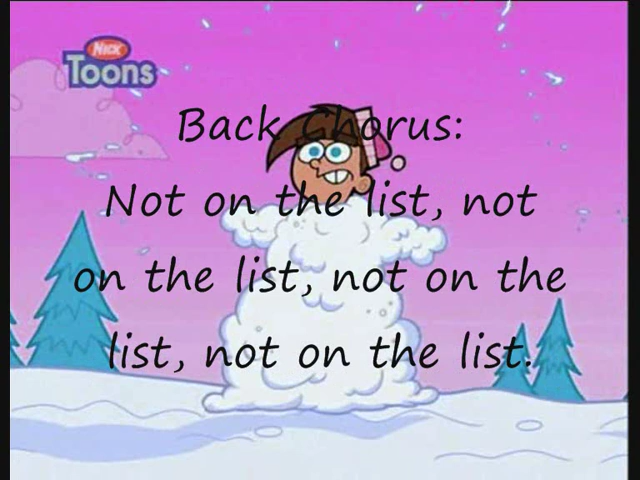 Nick
Toons
Back Chorus:
Not on the list, not
on the list, not on the
list, not on the list.